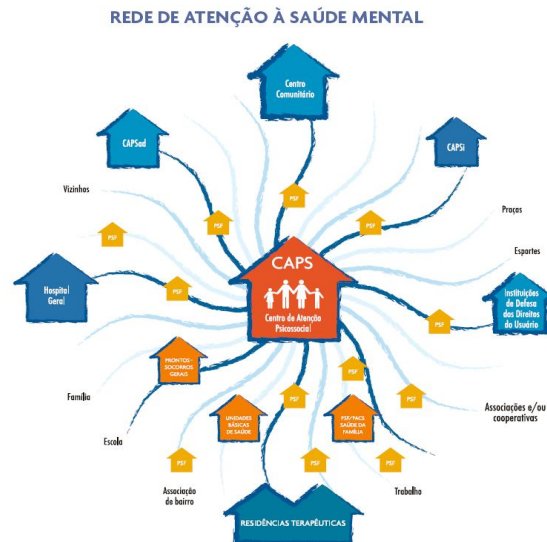 REDE DE ATENÇÃO À SAÚDE MENTAL
Centro
Comunitário
CAPSad
CAPSi
Vizinhos
PSF
PSF
PSF
Praças
PSF
Esportes
CAPS
Centro de Atenção
Psicossocial
Hospital
Geral
PSF
Instituições
de Defesa
dos Direitos
do Usuário
PSF
PRONTOS-
SOCORROS
GERAIS
PSF
Família
PSF
PSF
Associações e/ou
cooperativas
UNIDADES
BÁSICAS
DE SAÚDE
PSF/PACS
SAÚDE DA
FAMÍLIA
Escola
PSF
PSF
PSF
Associação
do bairro
Trabalho
RESIDÊNCIAS TERAPÊUTICAS